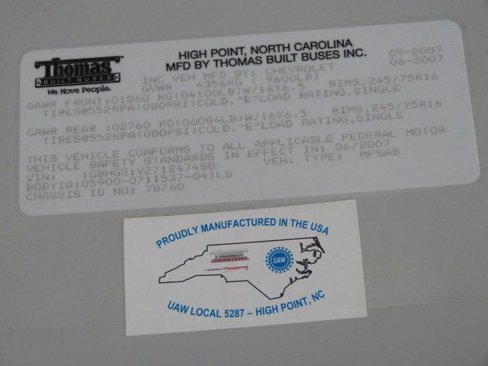 Thomas
BUILT BUSES
We Move People.
HIGH POINT, NORTH CAROLINA
MFD BY THOMAS BUILT BUSES INC.
09-2007
INC VEH MFD BY: CHEVROLET 06-2007
GVWR 4356KG ( 9600LB)
GAWR FRONT:01860 KG(04100LB)W/16X6.5 RIMS,245/75R16
TIRES@552KPA(080PSI)COLD,"E"LOAD RATING,SINGLE
GAWR REAR :02760 KG(06084LB)W/16X6.5 RIMS,245/75R16
TIRES@552KPA(080PSI)COLD,"E"LOAD RATING,SINGLE
THIS VEHICLE CONFORMS TO ALL APPLICABLE FEDERAL MOTOR
VEHICLE SAFETY STANDARDS IN EFFECT IN: 06/2007
VIN: 1GBHG31V271247488 VEH. TYPE: MFSAB
BODYID:05900-0711537-041LS
CHASSIS ID NO: 78760
PROUDLY MANUFACTURED IN THE USA
UAW
UAW LOCAL 5287 – HIGH POINT, NC